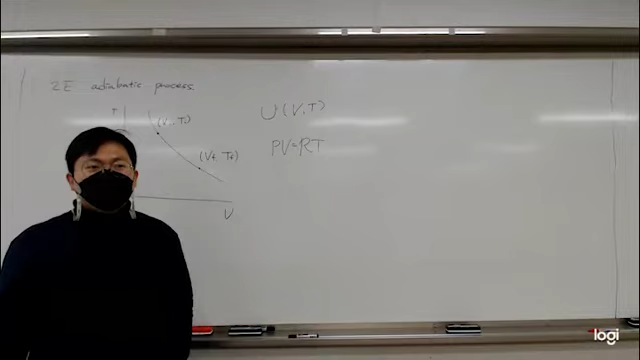 2E adiabatic process
T
(Vi, Ti)
(Vf, Tf)
V
U(V,T)
PV=RT
logi